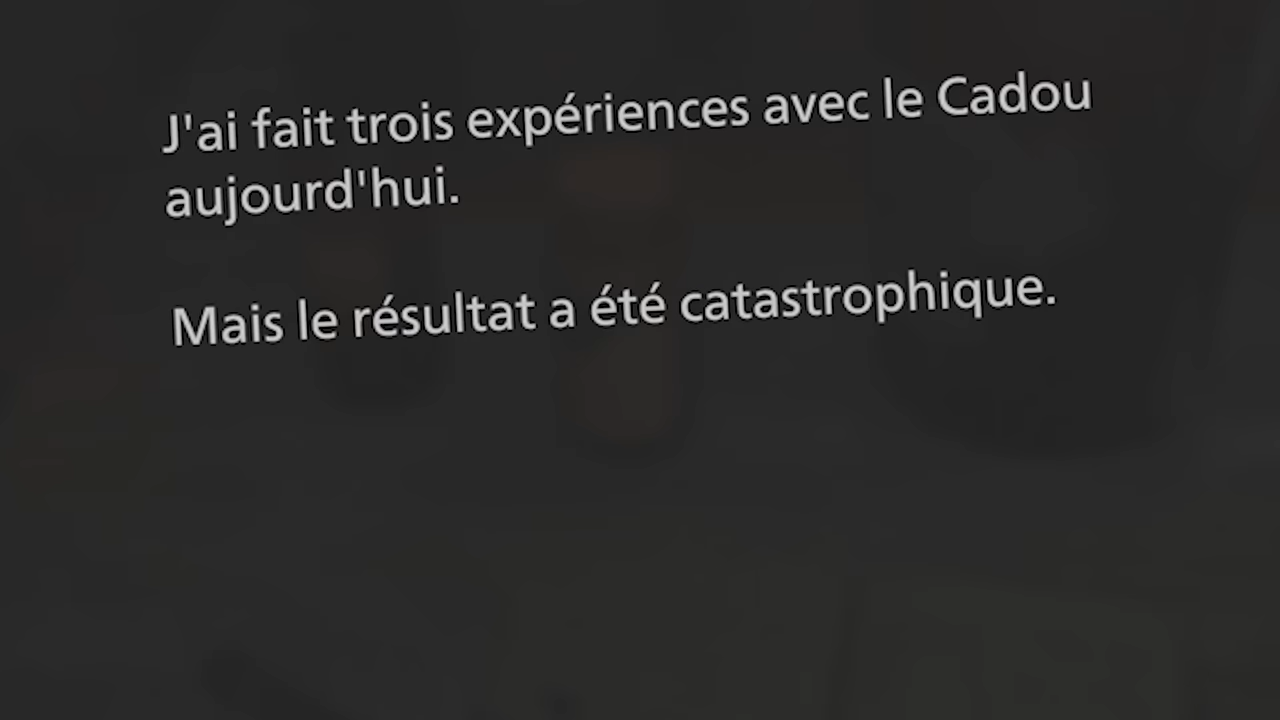 J'ai fait trois expériences avec le Cadou
aujourd'hui.
Mais le résultat a été catastrophique.